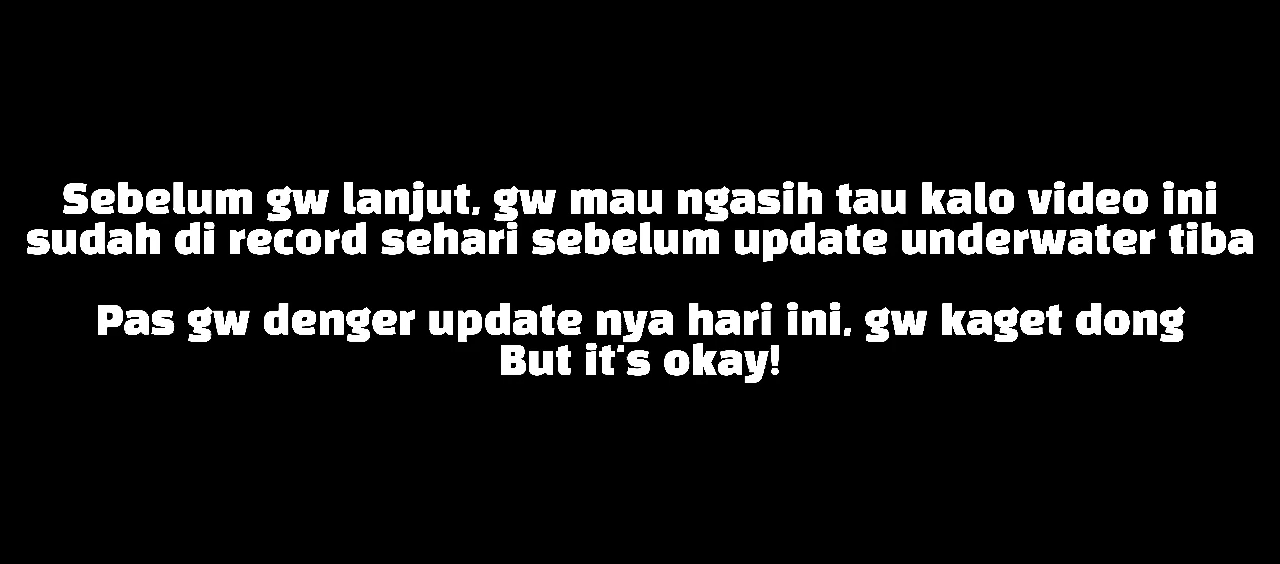 Sebelum gw lanjut, gw mau ngasih tau kalo video ini
sudah di record sehari sebelum update underwater tiba
Pas gw denger update nya hari ini, gw kaget dong
But it's okay!